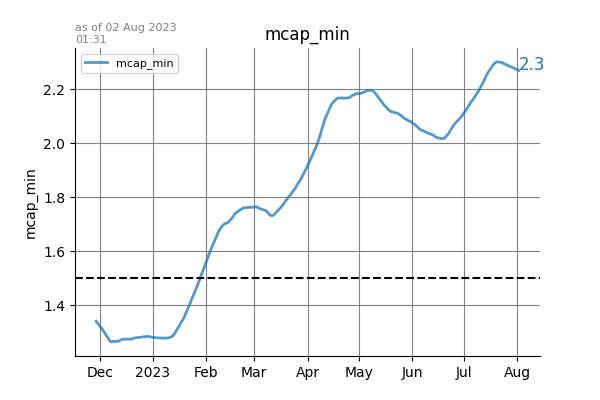 as of 02 Aug 2023
01:31
mcap_min
mcap_min
2.3
mcap_min
2.2
2.0
1.8
1.6
1.4
Dec 2023 Feb Mar Apr May Jun Jul Aug